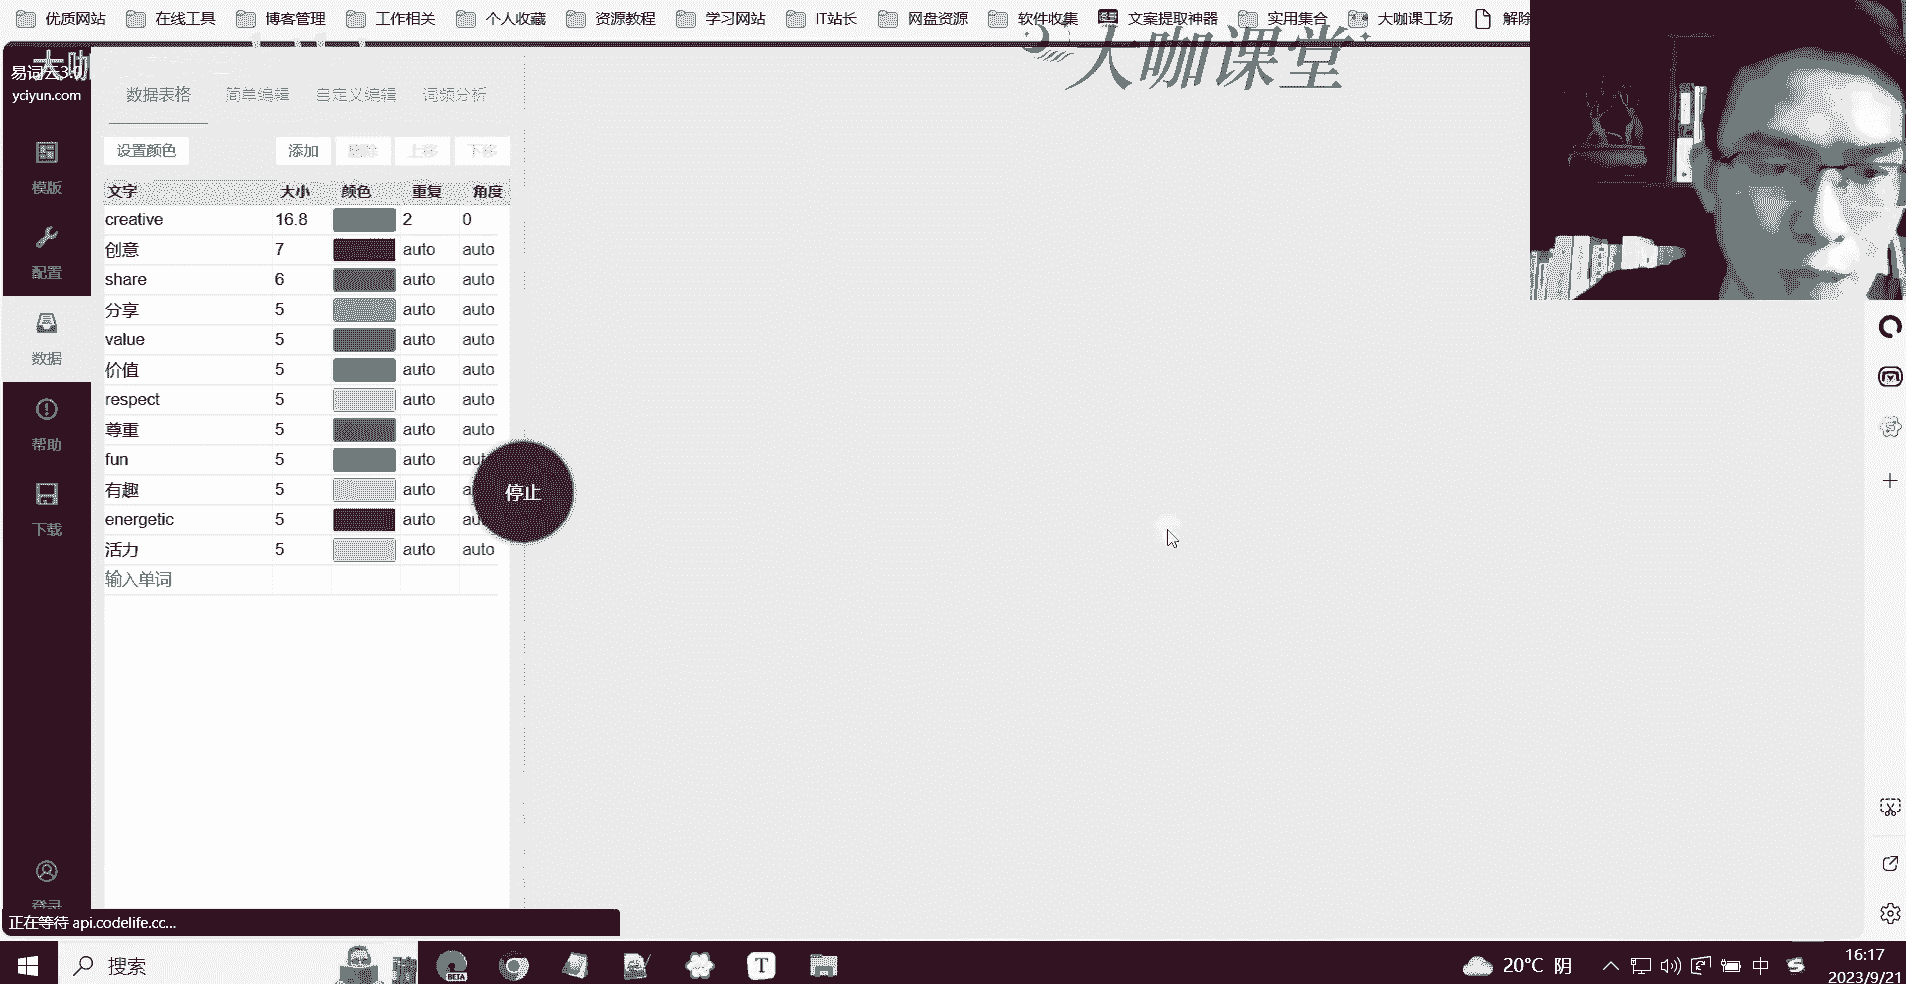 优质网站 在线工具 博客管理 工作相关 个人收藏 资源教程 学习网站 IT站长 网盘资源 软件收集 文案提取神器 实用集合 大咖课工场 解除
大咖课堂
大咖
易词云3.0
yciyun.com
数据表格 简单编辑 自定义编辑 词频分析
设置颜色 添加 删除 上移 下移
模版
配置
数据
帮助
下载
登录
文字 大小 颜色 重复 角度
creative 16.8 2 0
创意 7 auto auto
share 6 auto auto
分享 5 auto auto
value 5 auto auto
价值 5 auto auto
respect 5 auto auto
尊重 5 auto auto
fun 5 auto au
有趣 5 auto a
energetic 5 auto au
活力 5 auto auto
输入单词
停止
正在等待 api.codelife.cc...
搜索
BETA
T
20°C 阴
中
16:17
2023/9/21